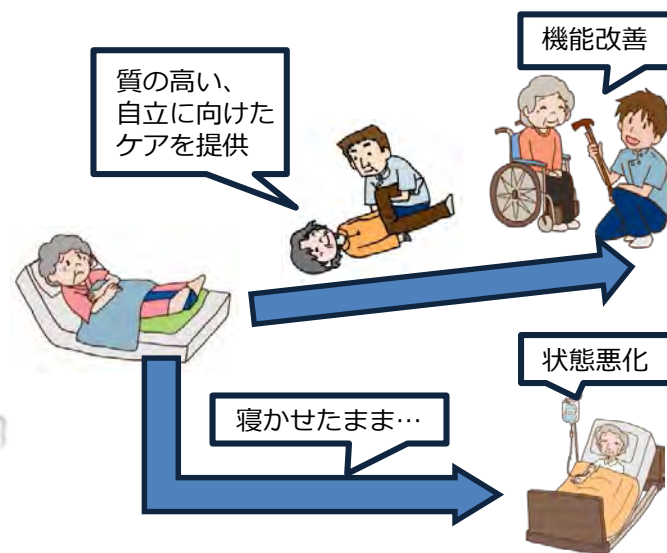 質の高い、
自立に向けた
ケアを提供
機能改善
状態悪化
寝かせたまま…